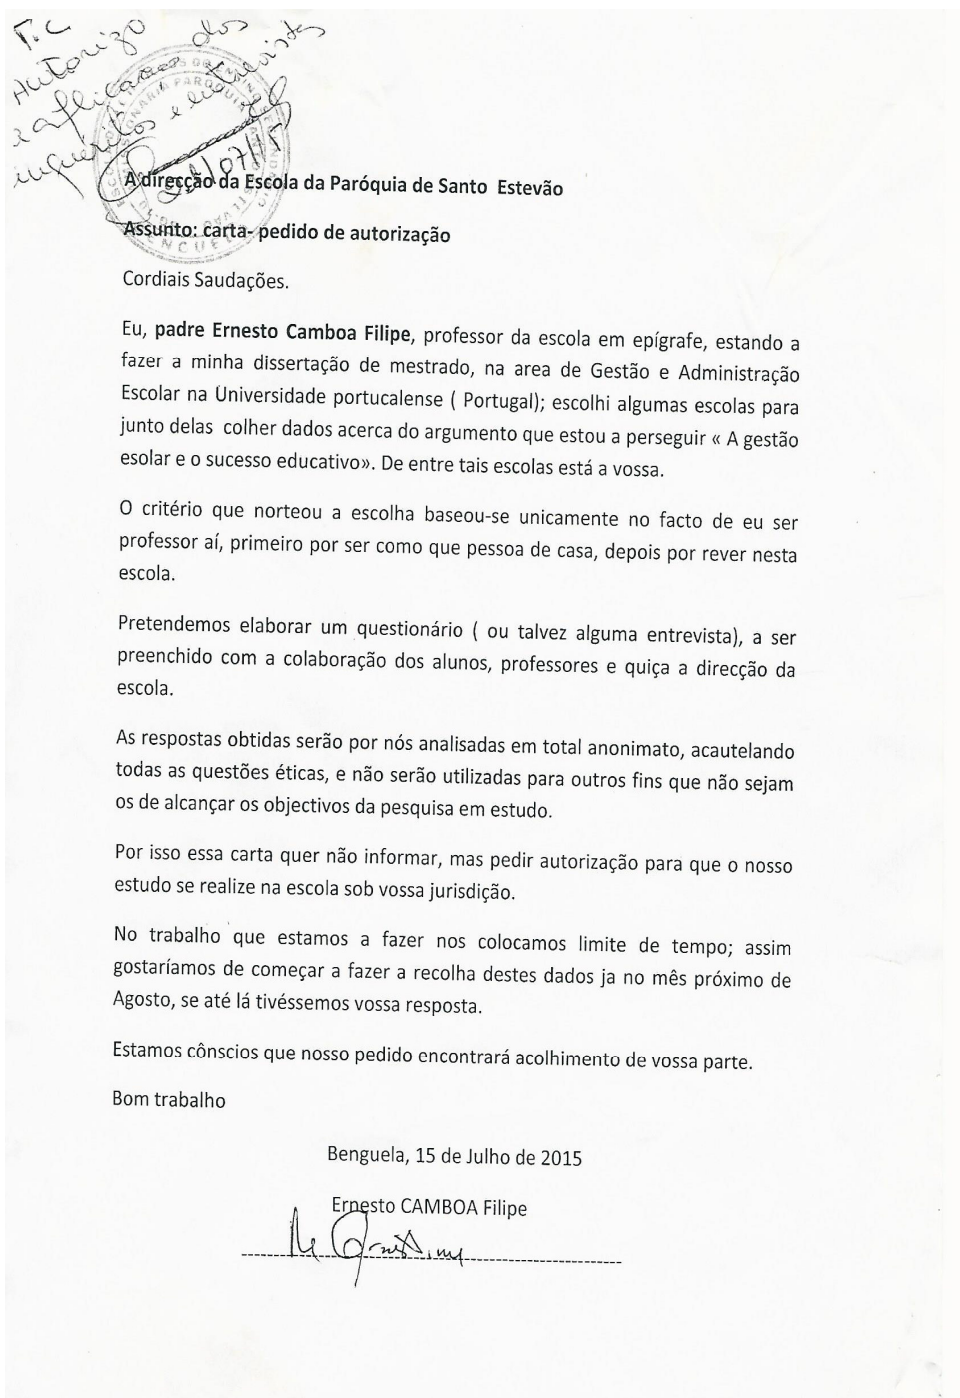 T.C
Autorizo
e aflicação dos
inquéritos e entrevistas
07/15
A direcção da Escola da Paróquia de Santo Estevão
Assunto: carta- pedido de autorização
Cordiais Saudações.
Eu, padre Ernesto Camboa Filipe, professor da escola em epígrafe, estando a
fazer a minha dissertação de mestrado, na area de Gestão e Administração
Escolar na Universidade portucalense ( Portugal); escolhi algumas escolas para
junto delas colher dados acerca do argumento que estou a perseguir « A gestão
esolar e o sucesso educativo». De entre tais escolas está a vossa.
O critério que norteou a escolha baseou-se unicamente no facto de eu ser
professor aí, primeiro por ser como que pessoa de casa, depois por rever nesta
escola.
Pretendemos elaborar um questionário ( ou talvez alguma entrevista), a ser
preenchido com a colaboração dos alunos, professores e quiça a direcção da
escola.
As respostas obtidas serão por nós analisadas em total anonimato, acautelando
todas as questões éticas, e não serão utilizadas para outros fins que não sejam
os de alcançar os objectivos da pesquisa em estudo.
Por isso essa carta quer não informar, mas pedir autorização para que o nosso
estudo se realize na escola sob vossa jurisdição.
No trabalho que estamos a fazer nos colocamos limite de tempo; assim
gostaríamos de começar a fazer a recolha destes dados ja no mês próximo de
Agosto, se até lá tivéssemos vossa resposta.
Estamos cônscios que nosso pedido encontrará acolhimento de vossa parte.
Bom trabalho
Benguela, 15 de Julho de 2015
Ernesto CAMBOA Filipe